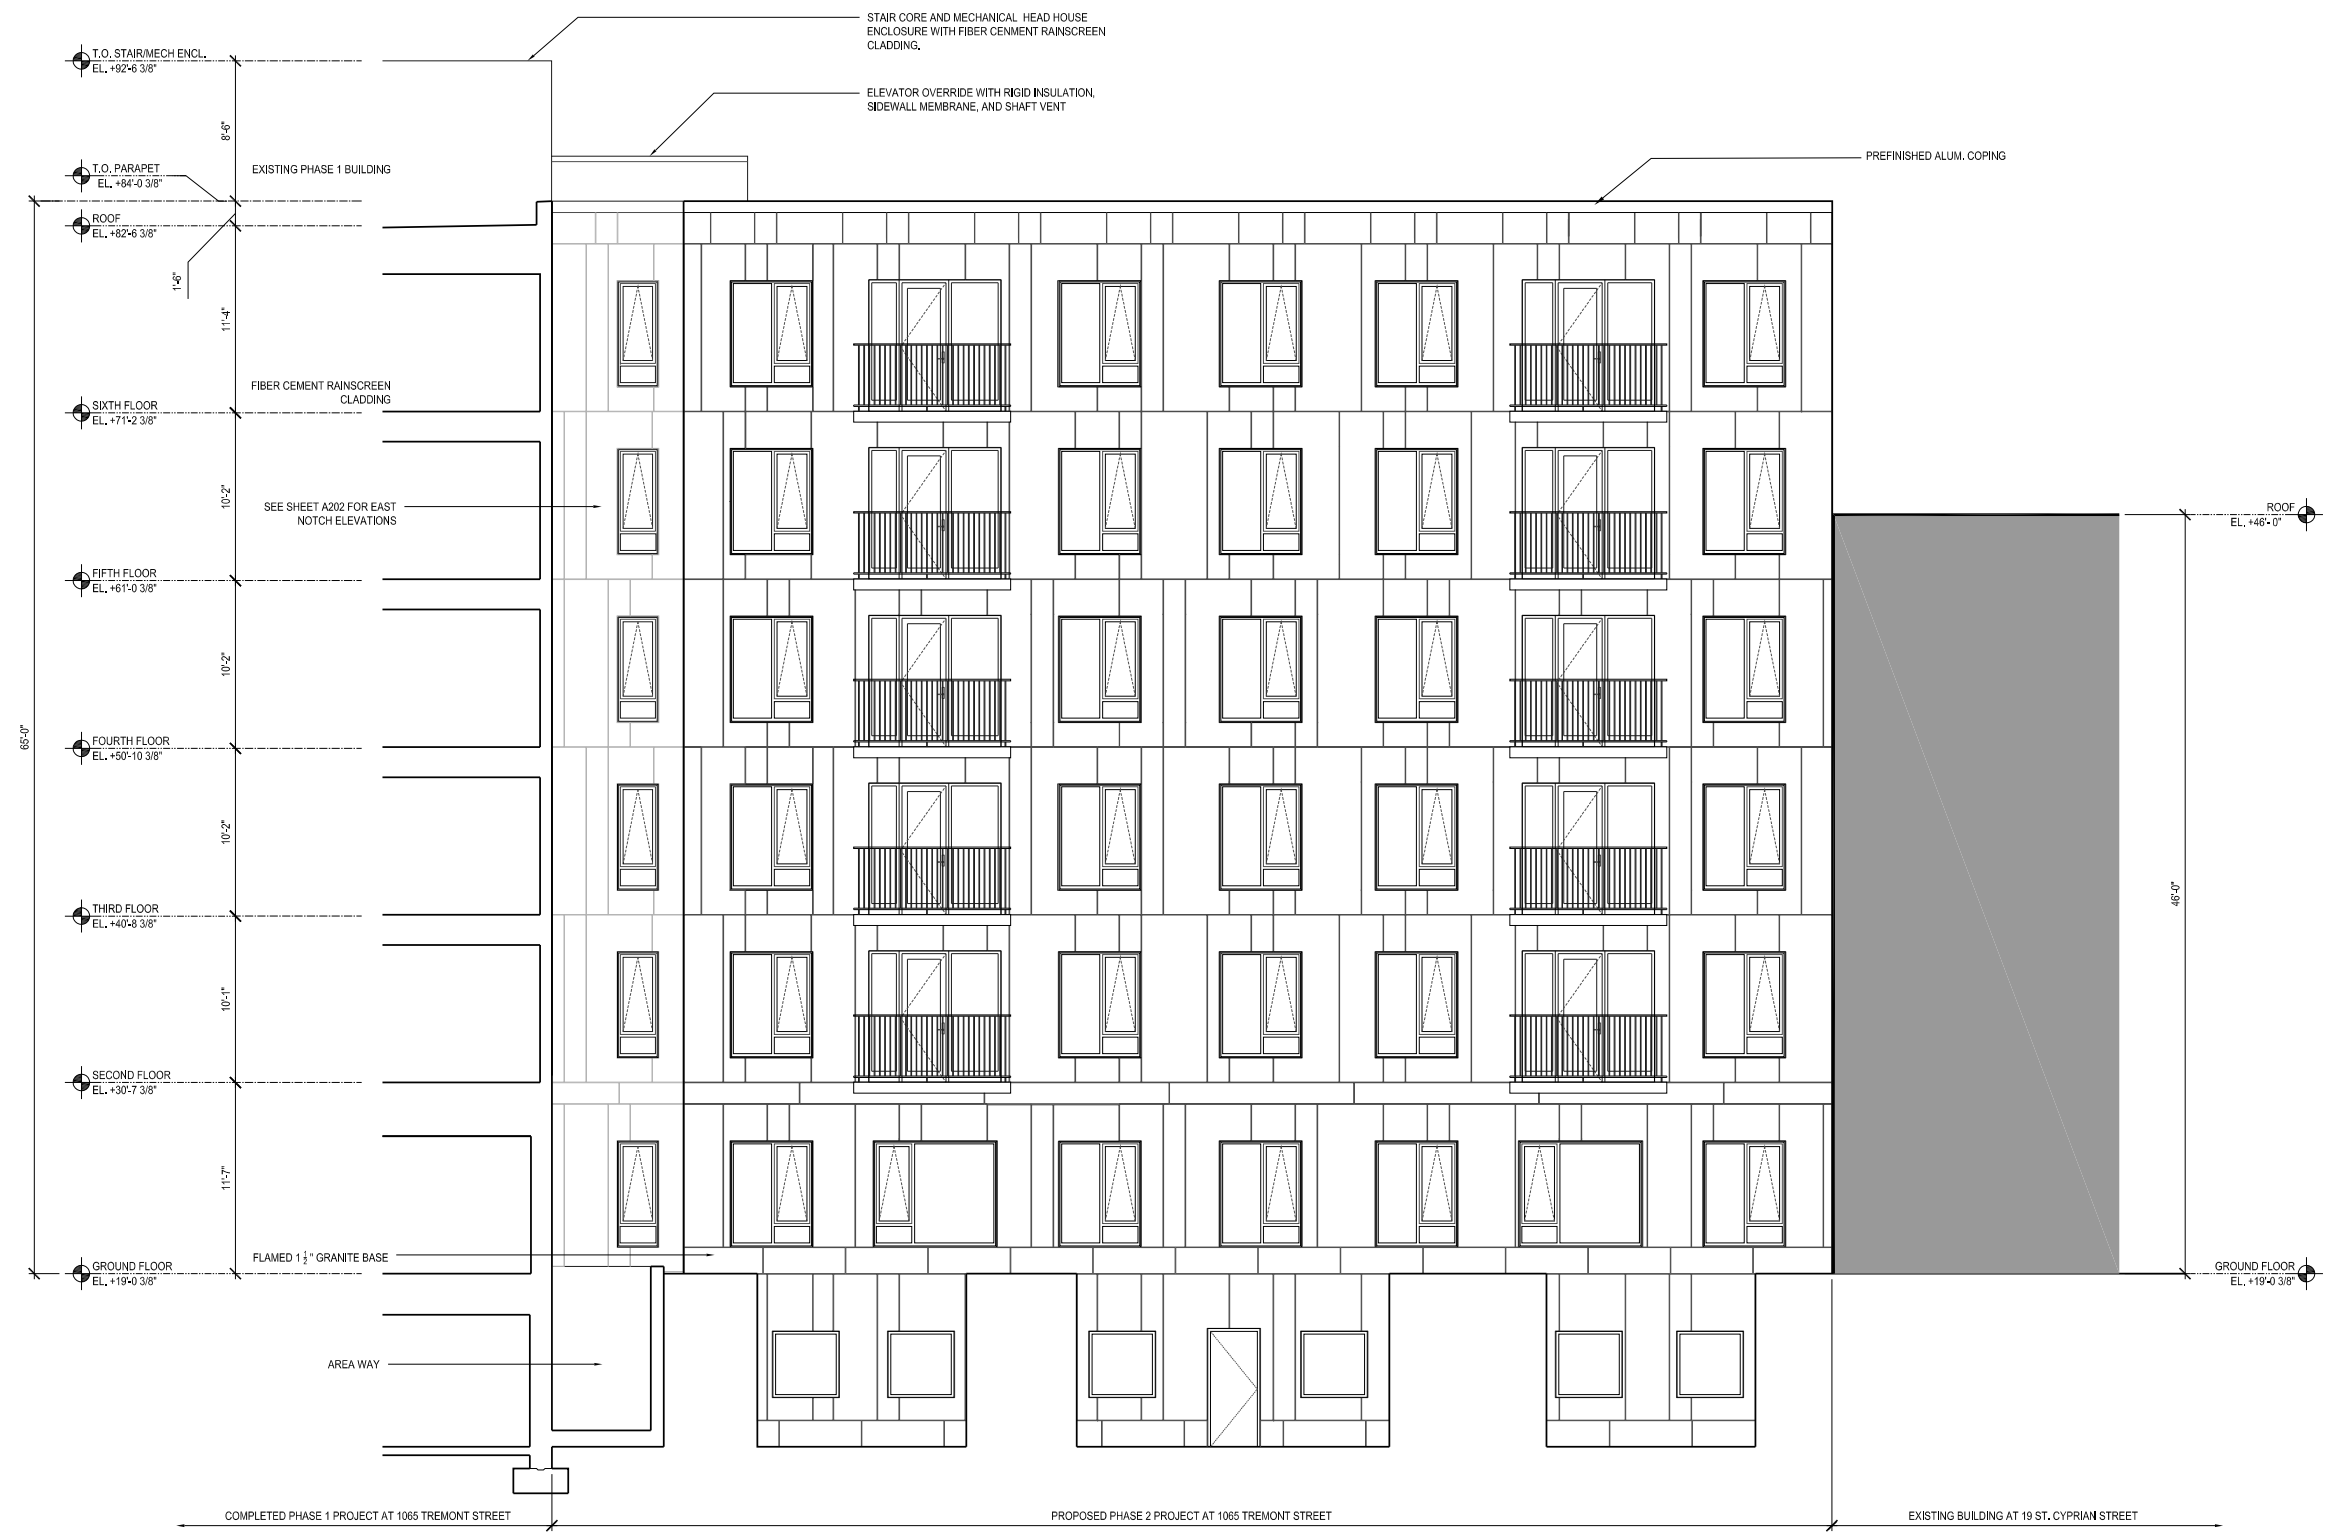 STAIR CORE AND MECHANICAL HEAD HOUSE
ENCLOSURE WITH FIBER CENMENT RAINSCREEN
CLADDING.
T.O. STAIR/MECH ENCL.
EL. +92'-6 3/8"
ELEVATOR OVERRIDE WITH RIGID INSULATION,
SIDEWALL MEMBRANE, AND SHAFT VENT
8'-6"
PREFINISHED ALUM. COPING
T.O. PARAPET
EL. +84'-0 3/8"
EXISTING PHASE 1 BUILDING
ROOF
EL. +82'-6 3/8"
1'-6"
11'-4"
FIBER CEMENT RAINSCREEN
CLADDING
SIXTH FLOOR
EL. +71'-2 3/8"
10'-2"
SEE SHEET A202 FOR EAST
NOTCH ELEVATIONS
ROOF
EL. +46'- 0"
FIFTH FLOOR
EL. +61'-0 3/8"
10'-2"
65'-0"
FOURTH FLOOR
EL. +50'-10 3/8"
10'-2"
46'-0"
THIRD FLOOR
EL. +40'-8 3/8"
10'-1"
SECOND FLOOR
EL. +30'-7 3/8"
11'-7"
FLAMED 1 1/2" GRANITE BASE
GROUND FLOOR
EL. +19'-0 3/8"
GROUND FLOOR
EL. +19'-0 3/8"
AREA WAY
COMPLETED PHASE 1 PROJECT AT 1065 TREMONT STREET
PROPOSED PHASE 2 PROJECT AT 1065 TREMONT STREET
EXISTING BUILDING AT 19 ST. CYPRIAN STREET